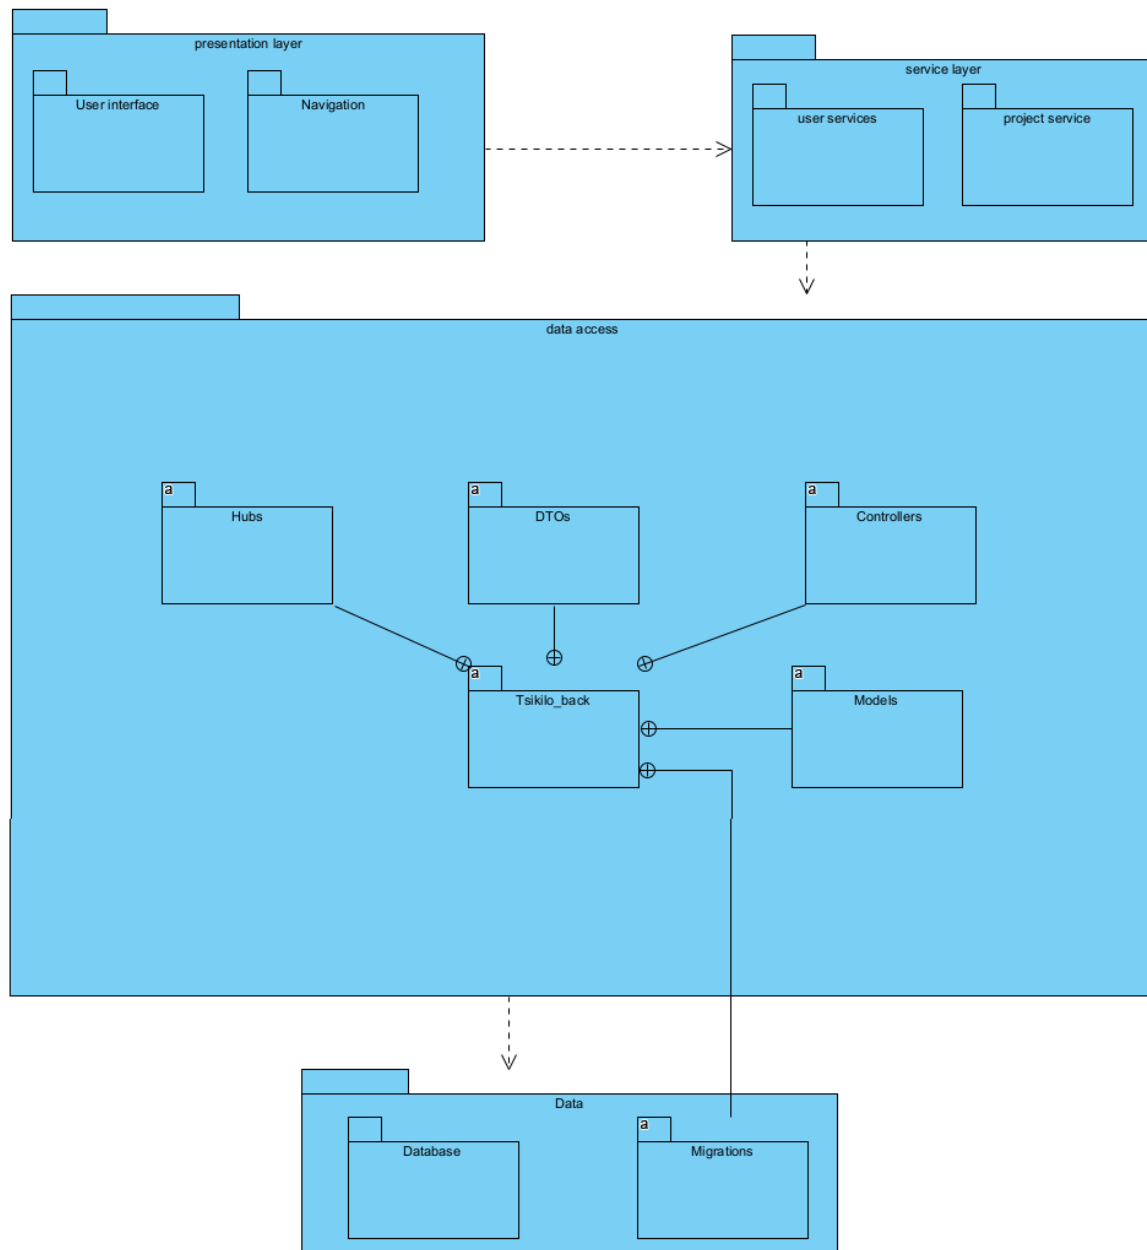 presentation layer
User interface
Navigation
service layer
user services
project service
data access
a
Hubs
a
DTOs
a
Controllers
a
Tsikilo_back
a
Models
Data
Database
a
Migrations